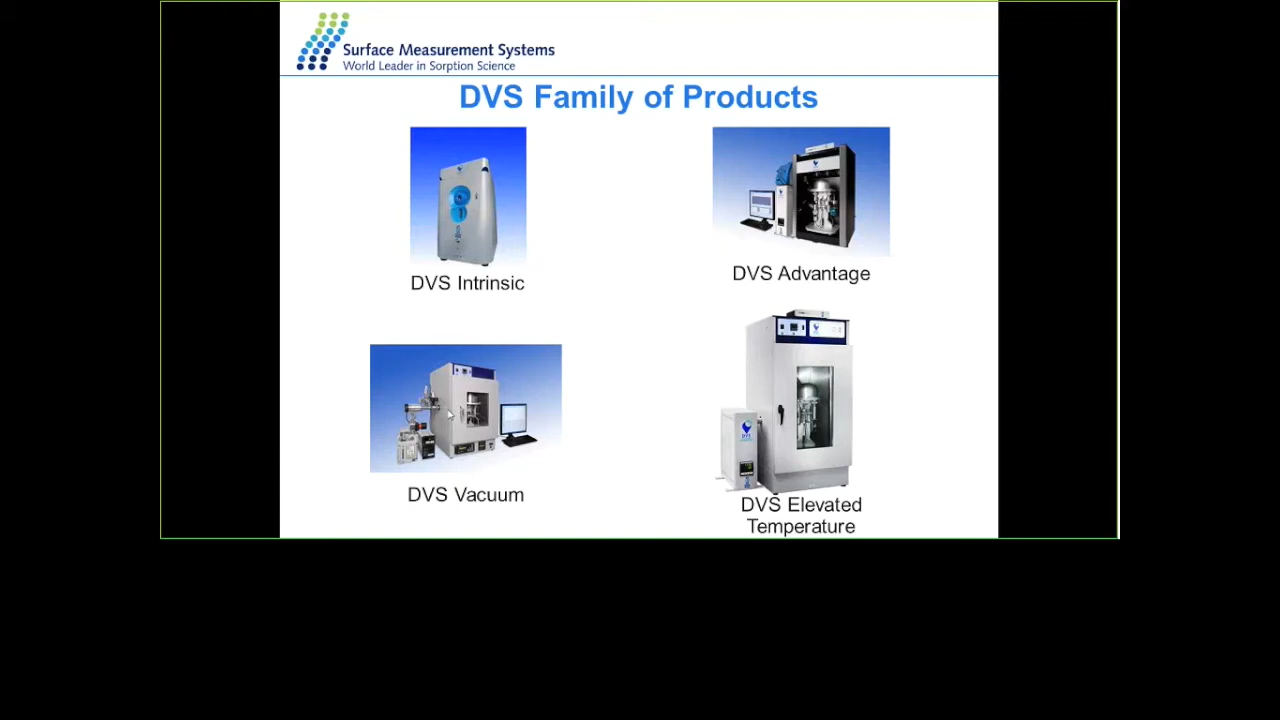 Surface Measurement Systems
World Leader in Sorption Science
DVS Family of Products
DVS Intrinsic
DVS Advantage
DVS Vacuum
DVS Elevated
Temperature